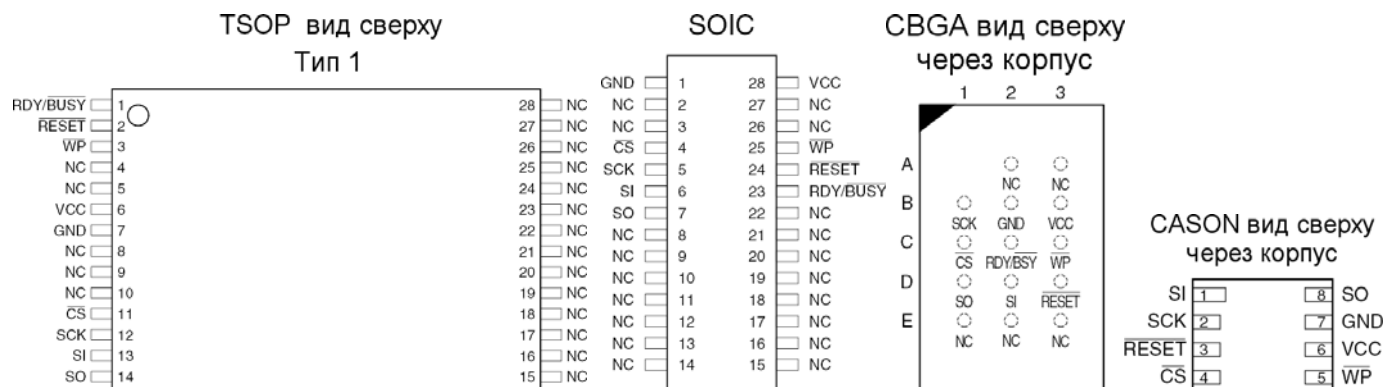 TSOP вид сверху
Тип 1
RDY/BUSY 1 28 NC
RESET 2 27 NC
WP 3 26 NC
NC 4 25 NC
NC 5 24 NC
VCC 6 23 NC
GND 7 22 NC
NC 8 21 NC
NC 9 20 NC
NC 10 19 NC
CS 11 18 NC
SCK 12 17 NC
SI 13 16 NC
SO 14 15 NC
SOIC
GND 1 28 VCC
NC 2 27 NC
NC 3 26 NC
CS 4 25 WP
SCK 5 24 RESET
SI 6 23 RDY/BUSY
SO 7 22 NC
NC 8 21 NC
NC 9 20 NC
NC 10 19 NC
NC 11 18 NC
NC 12 17 NC
NC 13 16 NC
NC 14 15 NC
CBGA вид сверху
через корпус
1 2 3
A
NC NC
B
SCK GND VCC
C
CS RDY/BSY WP
D
SO SI RESET
E
NC NC NC
CASON вид сверху
через корпус
SI 1 8 SO
SCK 2 7 GND
RESET 3 6 VCC
CS 4 5 WP